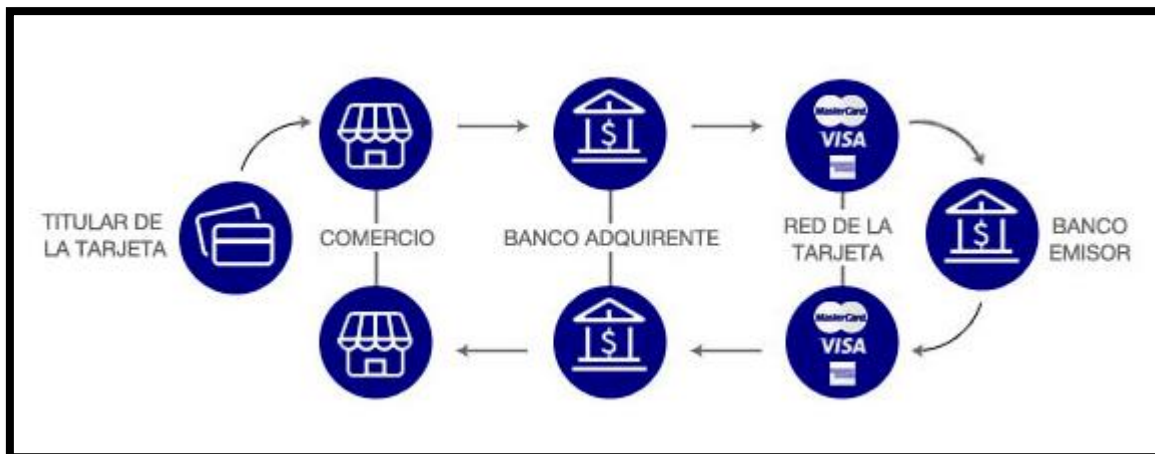 TITULAR DE
LA TARJETA
COMERCIO
BANCO ADQUIRENTE
RED DE LA
TARJETA
BANCO
EMISOR
$
MasterCard
VISA
$
$
MasterCard
VISA